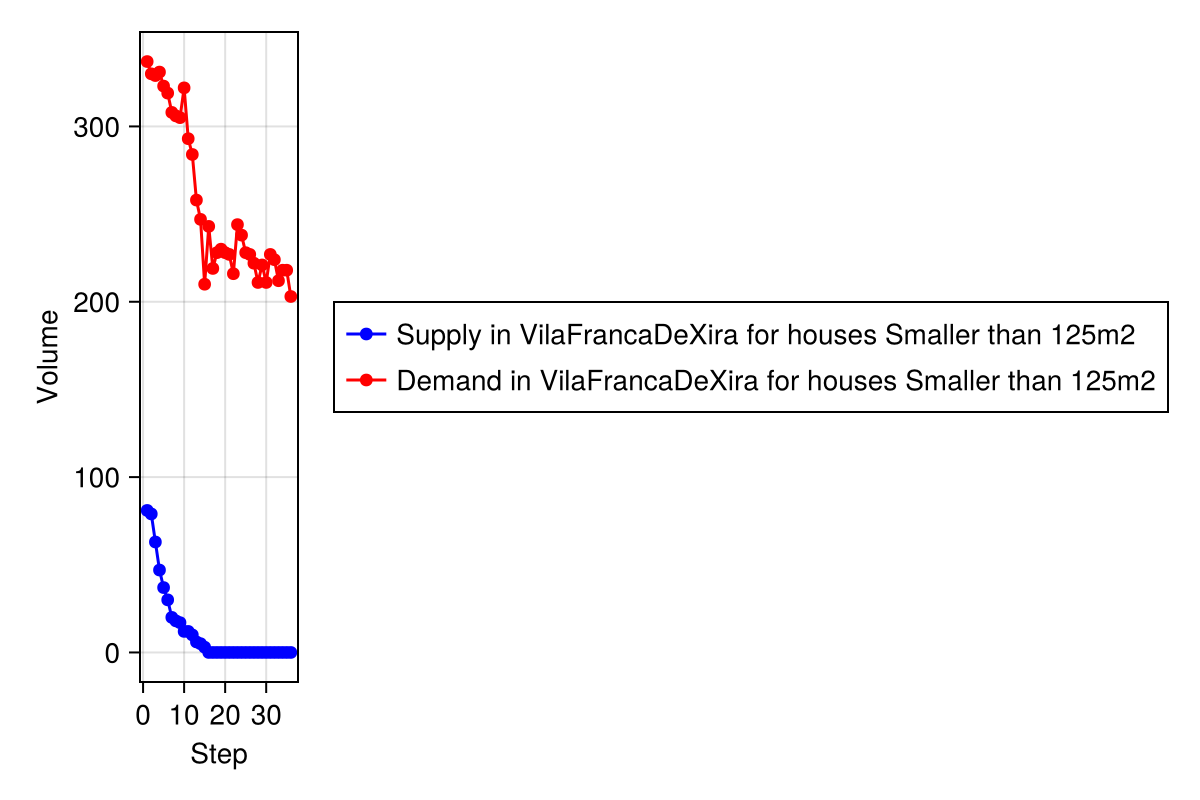 300
200
100
0
Volume
0 10 20 30
Step
Supply in VilaFrancaDeXira for houses Smaller than 125m2
Demand in VilaFrancaDeXira for houses Smaller than 125m2